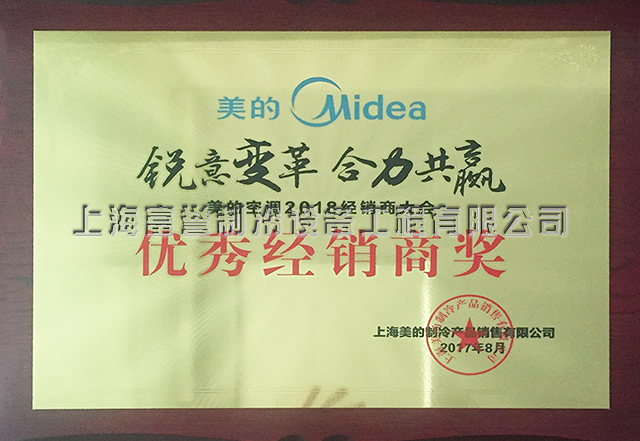 美的 Midea
锐意变革 合力共赢
美的空调2018经销商大会
上海富誉制冷设备工程有限公司
优秀经销商奖
上海美的制冷产品销售有限公司
2017年8月